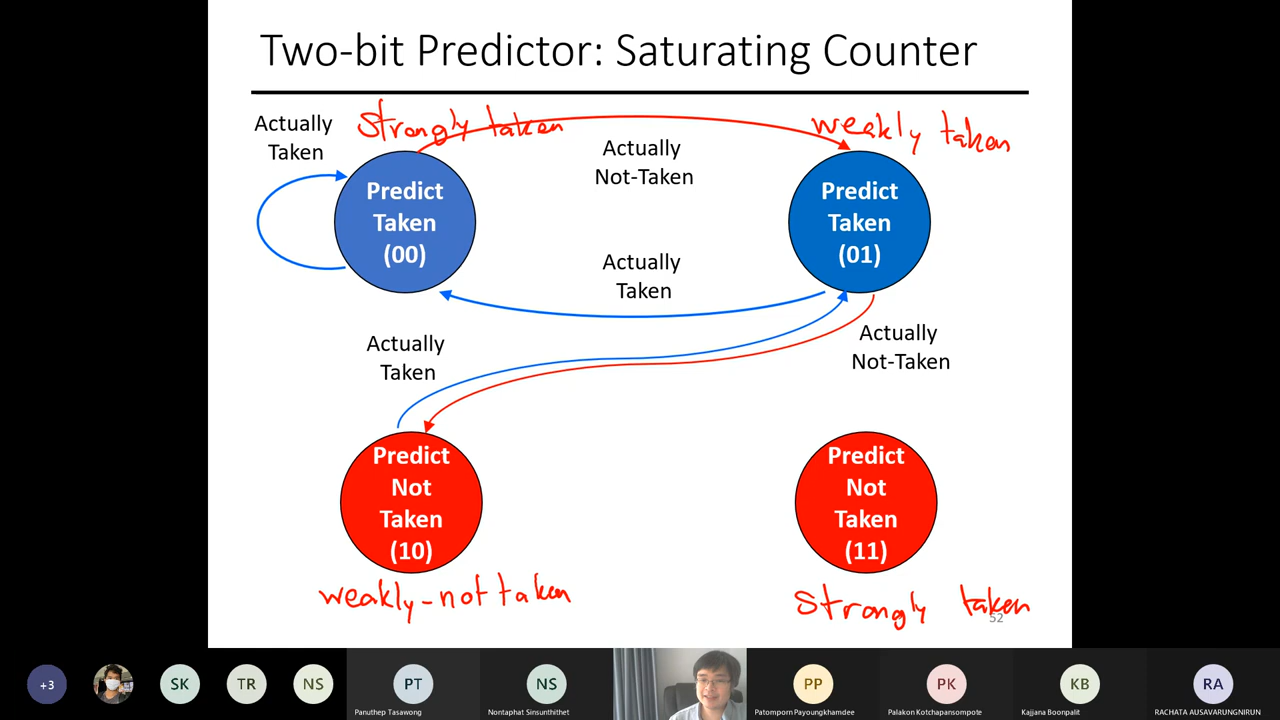 Two-bit Predictor: Saturating Counter
Actually
Taken
Strongly taken
weakly taken
Actually
Not-Taken
Predict
Taken
(00)
Predict
Taken
(01)
Actually
Taken
Actually
Taken
Actually
Not-Taken
Predict
Not
Taken
(10)
Predict
Not
Taken
(11)
weakly-not taken
Strongly taken
52
+3
SK
TR
NS
PT
NS
PP
PK
KB
RA
Panuthep Tasawong
Nontaphat Sinsunthithet
Patomporn Payoungkhamdee
Palakon Kotchapansompote
Kajjana Boonpalit
RACHATA AUSAVARUNGNIRUN